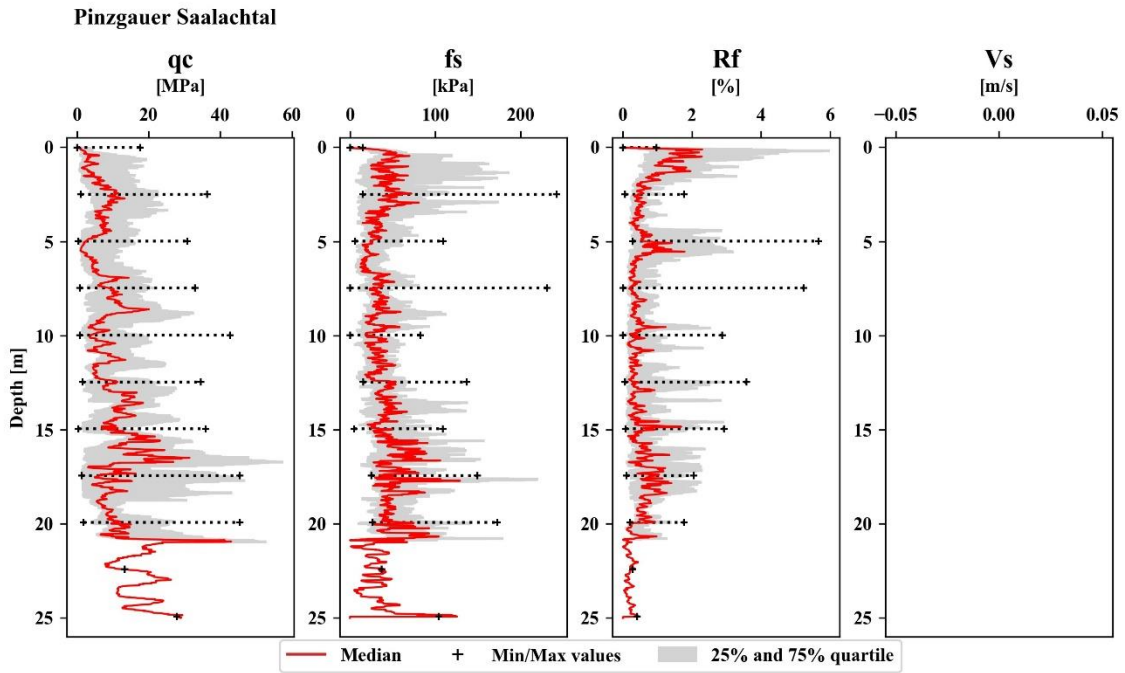 Pinzgauer Saalachtal
qc fs Rf Vs
[MPa] [kPa] [%] [m/s]
0 20 40 60 0 100 200 0 2 4 6 −0.05 0.00 0.05
0 0 0 0
5 5 5 5
10 10 10 10
15 15 15 15
20 20 20 20
25 25 25 25
Depth [m]
Median Min/Max values 25% and 75% quartile